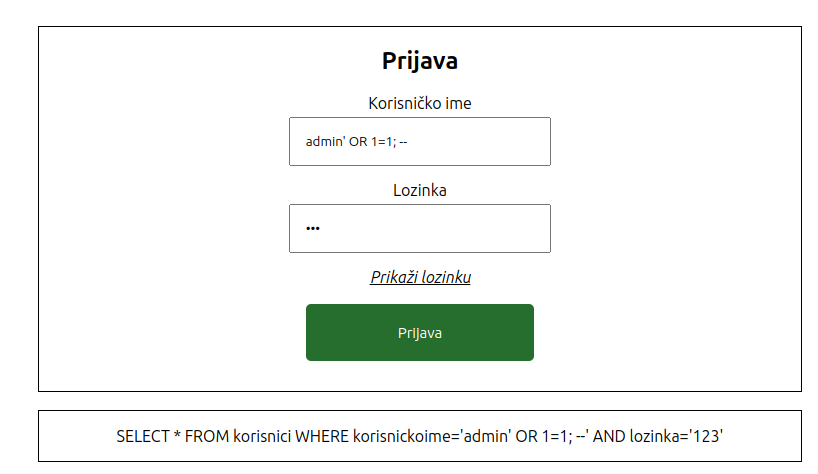 Prijava
Korisničko ime
admin' OR 1=1; --
Lozinka
•••
Prikaži lozinku
Prijava
SELECT * FROM korisnici WHERE korisnickoime='admin' OR 1=1; --' AND lozinka='123'